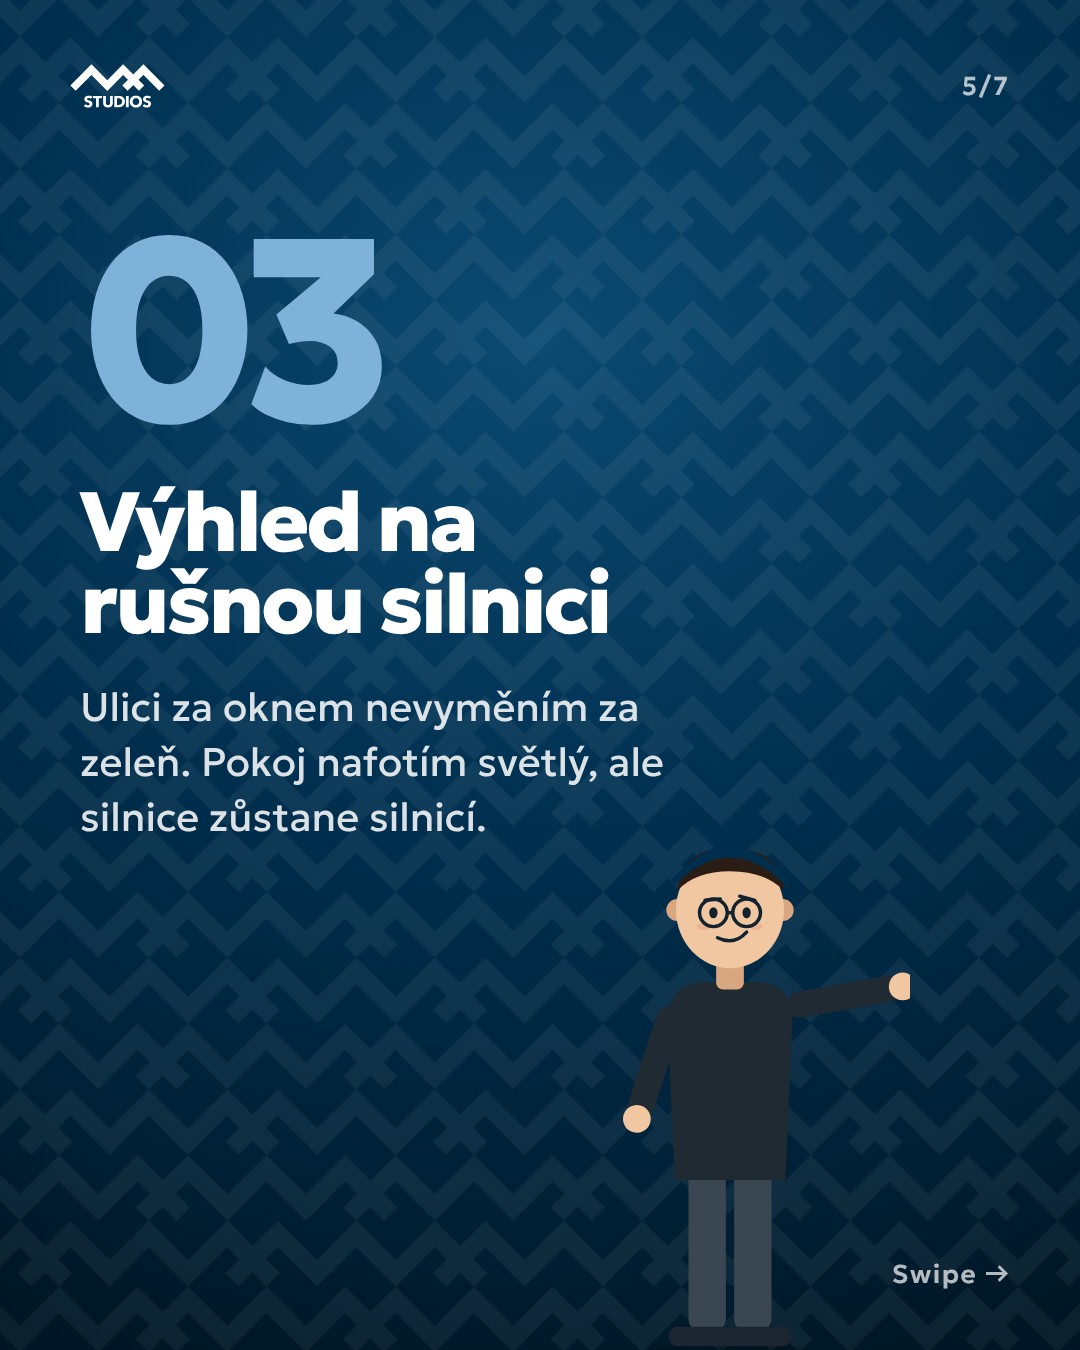 STUDIOS
5/7
03
Výhled na
rušnou silnici
Ulici za oknem nevyměním za
zeleň. Pokoj nafotím světlý, ale
silnice zůstane silnicí.
Swipe →